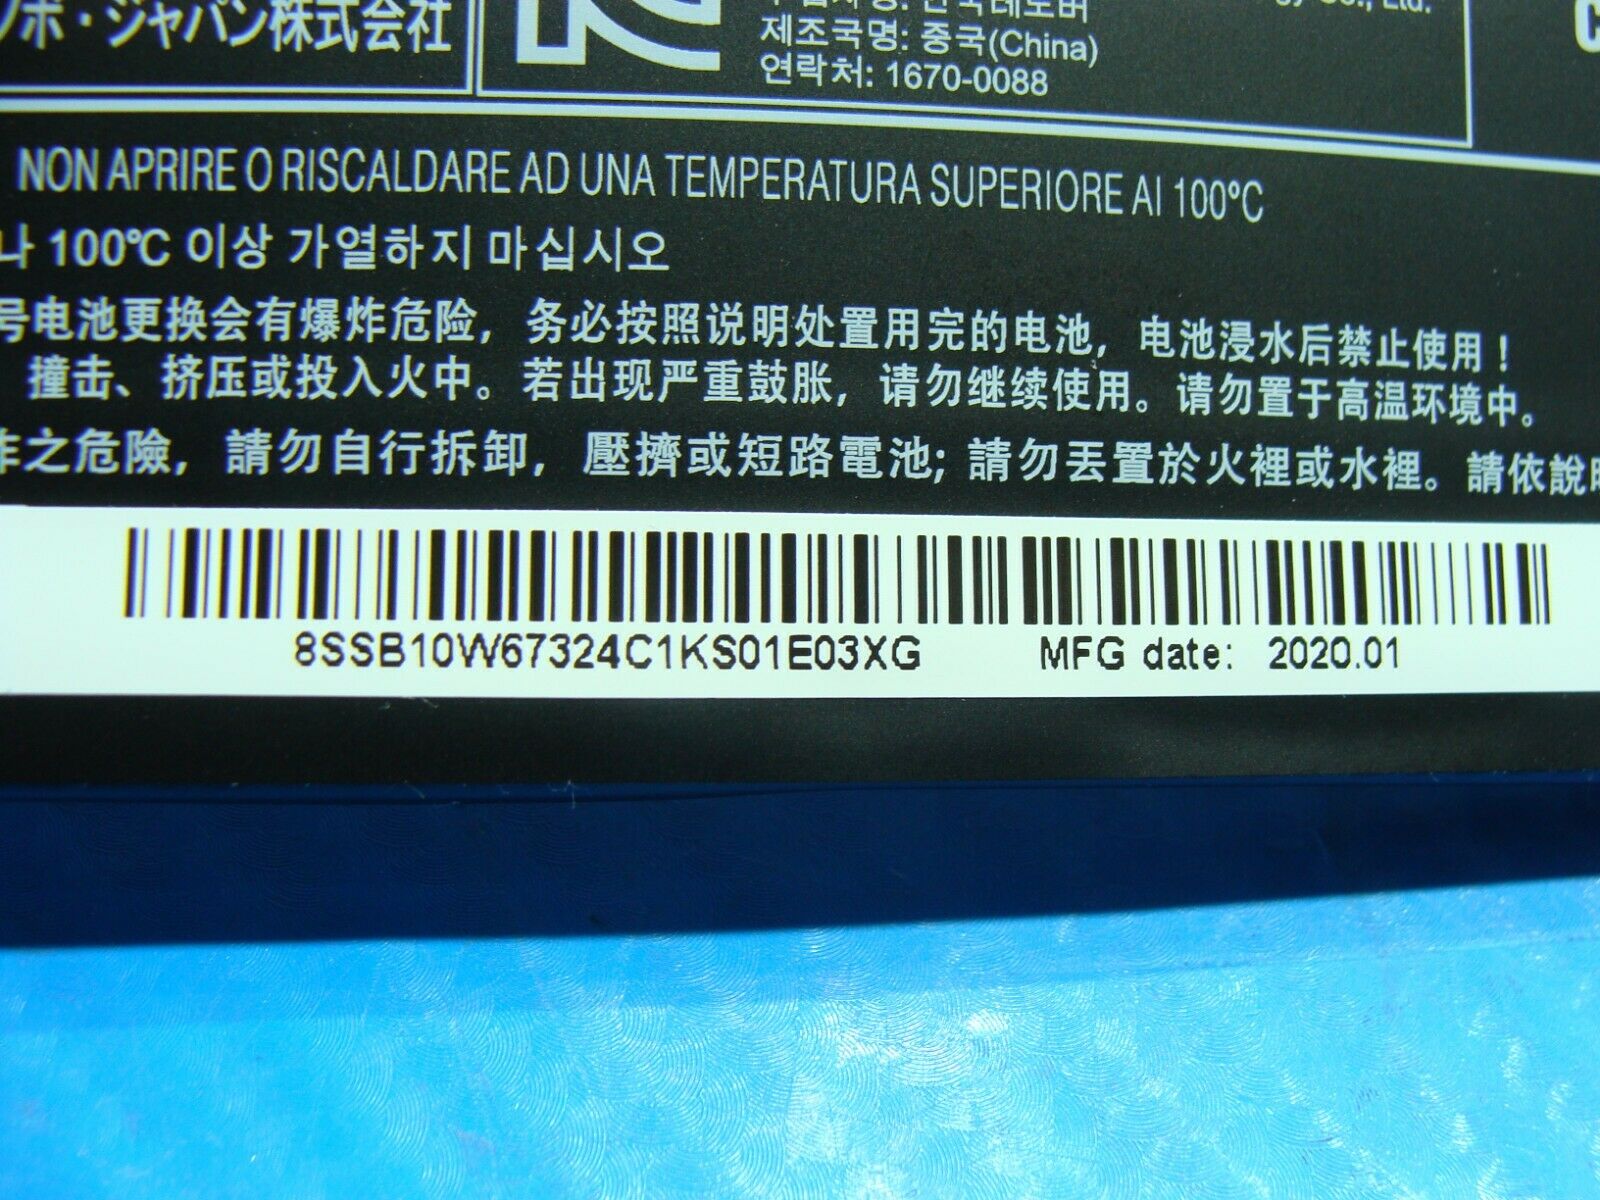 ノボ・ジャパン株式会社
Co., Ltd.
제조국명: 중국(China)
연락처: 1670-0088
NON APRIRE O RISCALDARE AD UNA TEMPERATURA SUPERIORE AI 100°C
나 100℃ 이상 가열하지 마십시오
号电池更换会有爆炸危险，务必按照说明处置用完的电池，电池浸水后禁止使用！
撞击、挤压或投入火中。若出现严重鼓胀，请勿继续使用。请勿置于高温环境中。
炸之危險，請勿自行拆卸，壓擠或短路電池；請勿丟置於火裡或水裡。請依說明
8SSB10W67324C1KS01E03XG MFG date: 2020.01